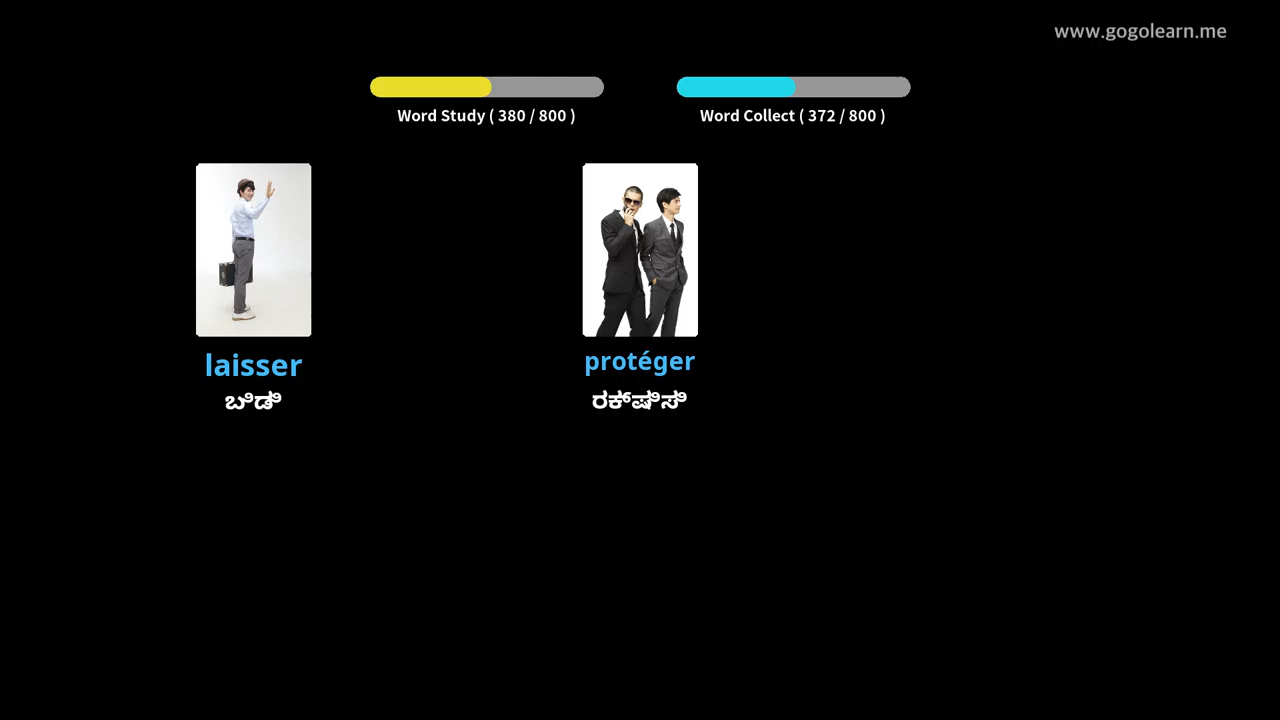 www.gogolearn.me
Word Study ( 380 / 800 )
Word Collect ( 372 / 800 )
laisser
ಬಿಡಿ
protéger
ರಕ್ಷಿಸಿ